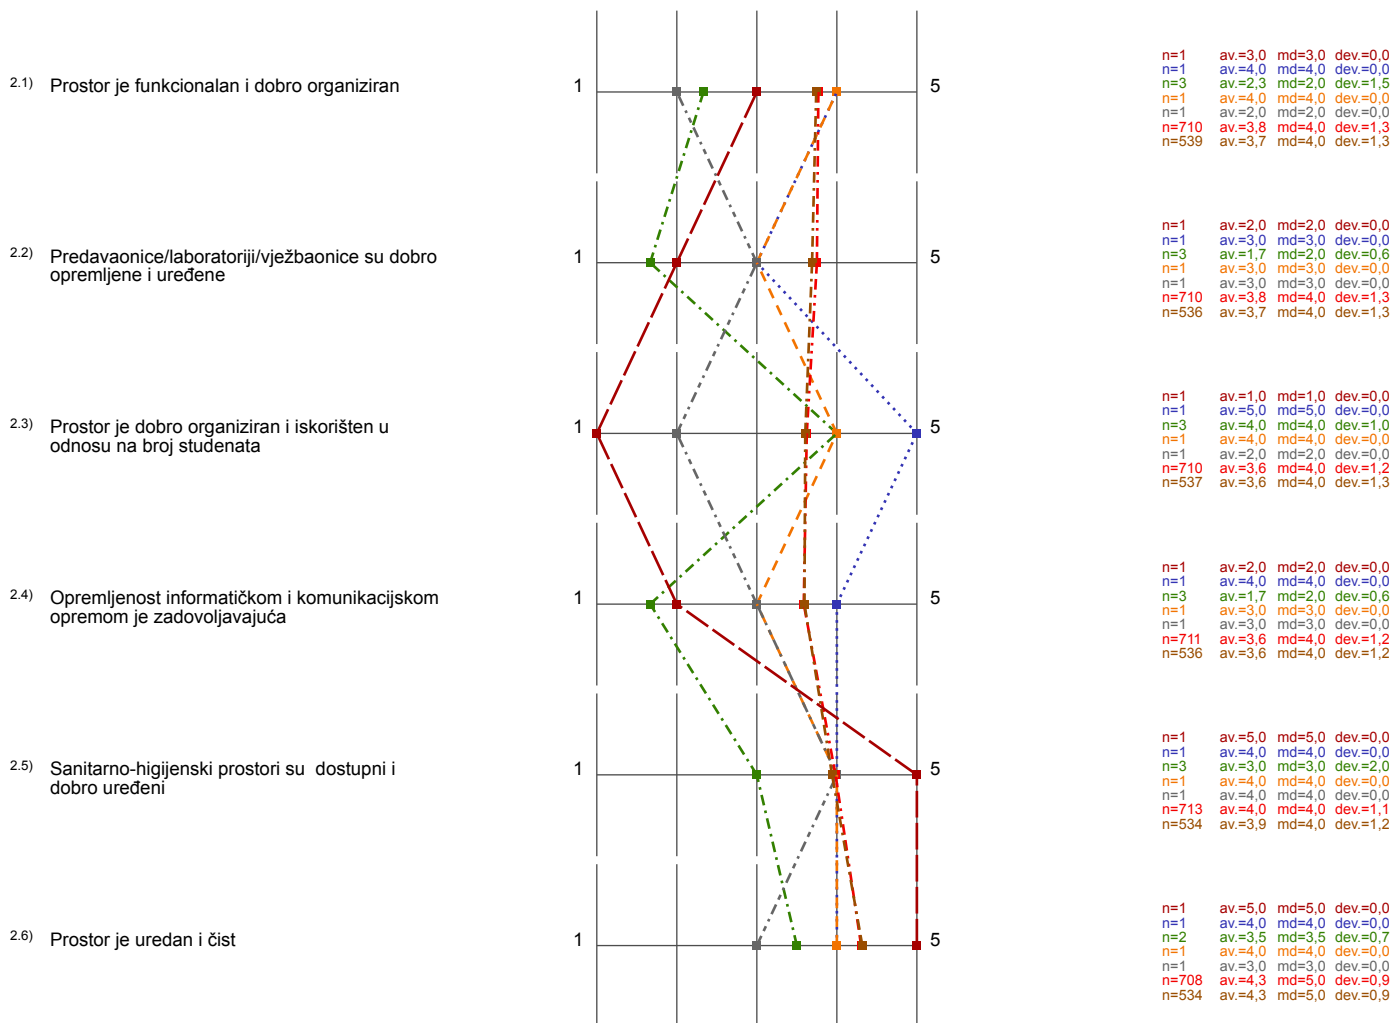 n=1 av.=3,0 md=3,0 dev.=0,0
n=1 av.=4,0 md=4,0 dev.=0,0
2.1) Prostor je funkcionalan i dobro organiziran 1 5
n=3 av.=2,3 md=2,0 dev.=1,5
n=1 av.=4,0 md=4,0 dev.=0,0
n=1 av.=2,0 md=2,0 dev.=0,0
n=710 av.=3,8 md=4,0 dev.=1,3
n=539 av.=3,7 md=4,0 dev.=1,3
n=1 av.=2,0 md=2,0 dev.=0,0
n=1 av.=3,0 md=3,0 dev.=0,0
2.2) Predavaonice/laboratoriji/vježbaonice su dobro 1 5
opremljene i uređene
n=3 av.=1,7 md=2,0 dev.=0,6
n=1 av.=3,0 md=3,0 dev.=0,0
n=1 av.=3,0 md=3,0 dev.=0,0
n=710 av.=3,8 md=4,0 dev.=1,3
n=536 av.=3,7 md=4,0 dev.=1,3
n=1 av.=1,0 md=1,0 dev.=0,0
n=1 av.=5,0 md=5,0 dev.=0,0
2.3) Prostor je dobro organiziran i iskorišten u 1 5
odnosu na broj studenata
n=3 av.=4,0 md=4,0 dev.=1,0
n=1 av.=4,0 md=4,0 dev.=0,0
n=1 av.=2,0 md=2,0 dev.=0,0
n=710 av.=3,6 md=4,0 dev.=1,2
n=537 av.=3,6 md=4,0 dev.=1,3
n=1 av.=2,0 md=2,0 dev.=0,0
n=1 av.=4,0 md=4,0 dev.=0,0
2.4) Opremljenost informatičkom i komunikacijskom 1 5
opremom je zadovoljavajuća
n=3 av.=1,7 md=2,0 dev.=0,6
n=1 av.=3,0 md=3,0 dev.=0,0
n=1 av.=3,0 md=3,0 dev.=0,0
n=711 av.=3,6 md=4,0 dev.=1,2
n=536 av.=3,6 md=4,0 dev.=1,2
n=1 av.=5,0 md=5,0 dev.=0,0
n=1 av.=4,0 md=4,0 dev.=0,0
2.5) Sanitarno-higijenski prostori su dostupni i 1 5
dobro uređeni
n=3 av.=3,0 md=3,0 dev.=2,0
n=1 av.=4,0 md=4,0 dev.=0,0
n=1 av.=4,0 md=4,0 dev.=0,0
n=713 av.=4,0 md=4,0 dev.=1,1
n=534 av.=3,9 md=4,0 dev.=1,2
n=1 av.=5,0 md=5,0 dev.=0,0
n=1 av.=4,0 md=4,0 dev.=0,0
2.6) Prostor je uredan i čist 1 5
n=2 av.=3,5 md=3,5 dev.=0,7
n=1 av.=4,0 md=4,0 dev.=0,0
n=1 av.=3,0 md=3,0 dev.=0,0
n=708 av.=4,3 md=5,0 dev.=0,9
n=534 av.=4,3 md=5,0 dev.=0,9